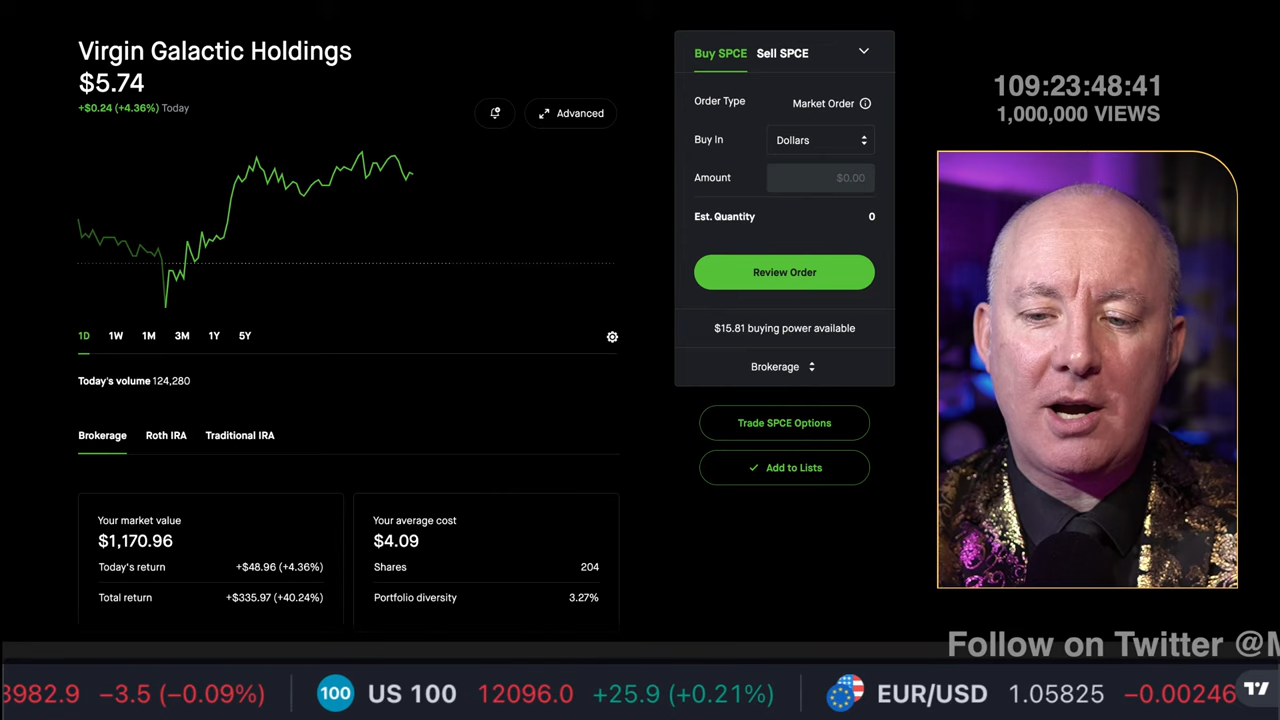 Virgin Galactic Holdings
$5.74
+$0.24 (+4.36%) Today
Advanced
1D 1W 1M 3M 1Y 5Y
Today's volume 124,280
Brokerage Roth IRA Traditional IRA
Your market value
$1,170.96
Today's return +$48.96 (+4.36%)
Total return +$335.97 (+40.24%)
Your average cost
$4.09
Shares 204
Portfolio diversity 3.27%
Buy SPCE Sell SPCE
Order Type Market Order
Buy In Dollars
Amount $0.00
Est. Quantity 0
Review Order
$15.81 buying power available
Brokerage
Trade SPCE Options
Add to Lists
109:23:48:41
1,000,000 VIEWS
Follow on Twitter @M
3982.9 −3.5 (−0.09%) 100 US 100 12096.0 +25.9 (+0.21%) EUR/USD 1.05825 −0.00246